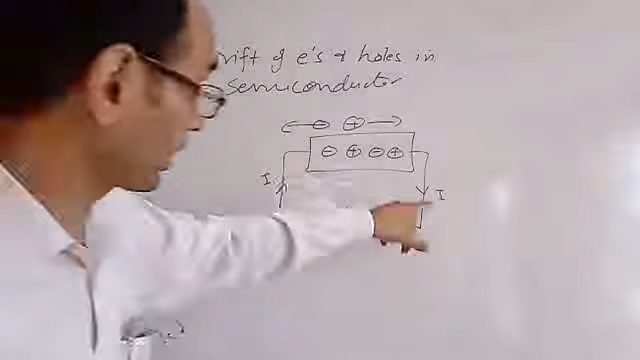 rift of e's & holes in
semiconductor
⊖ ⊕
⊖ ⊕ ⊖ ⊕
I I